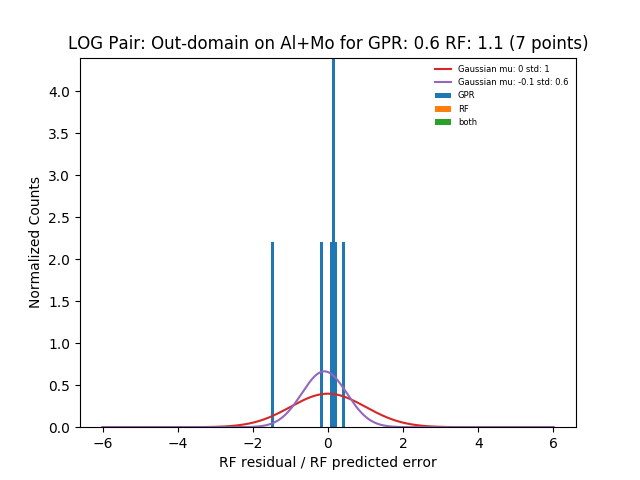 LOG Pair: Out-domain on Al+Mo for GPR: 0.6 RF: 1.1 (7 points)
Gaussian mu: 0 std: 1
Gaussian mu: -0.1 std: 0.6
GPR
RF
both
Normalized Counts
4.0
3.5
3.0
2.5
2.0
1.5
1.0
0.5
0.0
−6 −4 −2 0 2 4 6
RF residual / RF predicted error